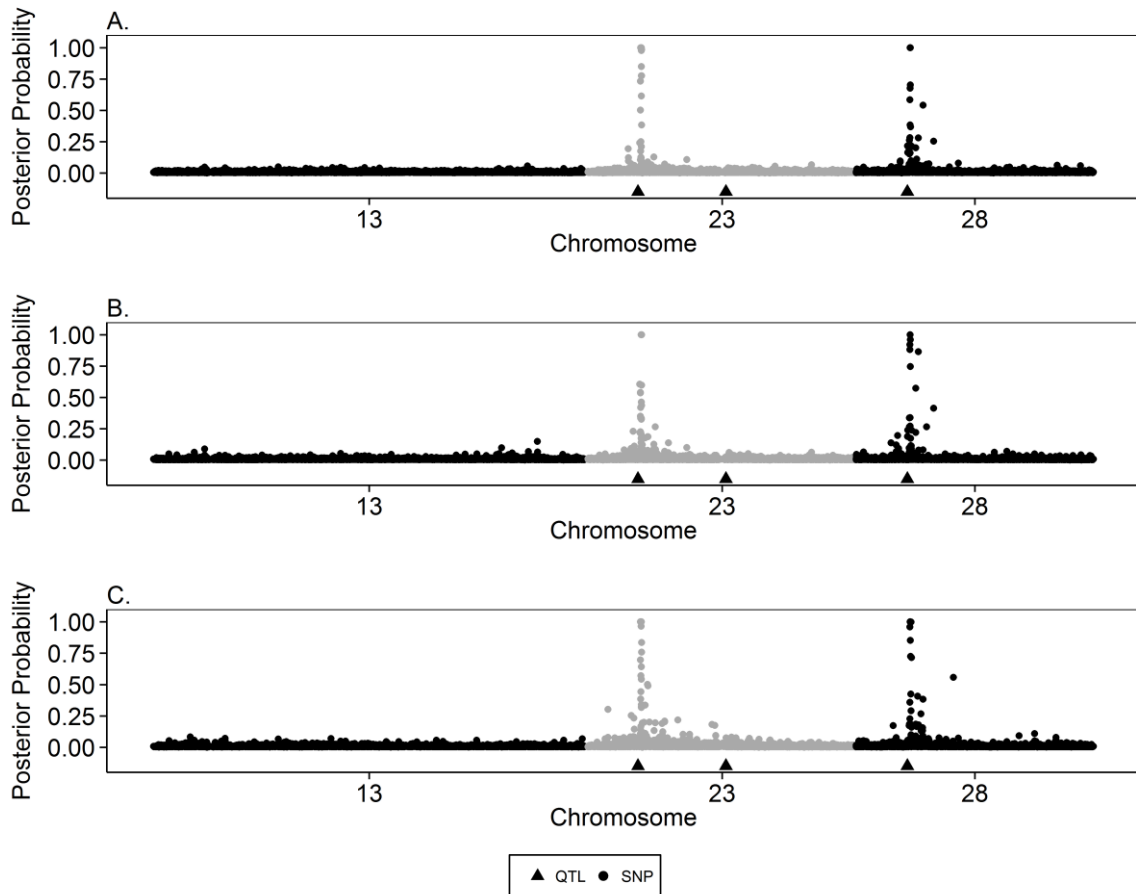 A.
Posterior Probability
1.00
0.75
0.50
0.25
0.00
13 23 28
Chromosome
B.
Posterior Probability
1.00
0.75
0.50
0.25
0.00
13 23 28
Chromosome
C.
Posterior Probability
1.00
0.75
0.50
0.25
0.00
13 23 28
Chromosome
QTL SNP